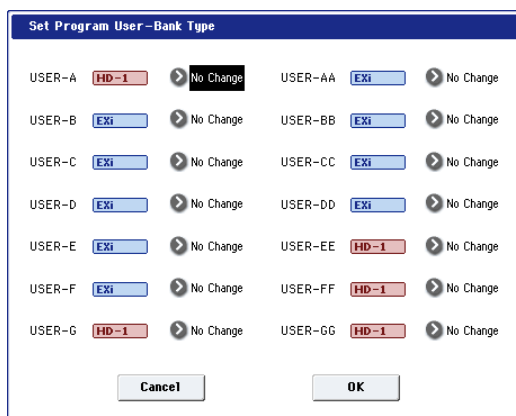 Set Program User-Bank Type
USER-A HD-1 No Change USER-AA EXi No Change
USER-B EXi No Change USER-BB EXi No Change
USER-C EXi No Change USER-CC EXi No Change
USER-D EXi No Change USER-DD EXi No Change
USER-E EXi No Change USER-EE HD-1 No Change
USER-F EXi No Change USER-FF HD-1 No Change
USER-G HD-1 No Change USER-GG HD-1 No Change
Cancel OK